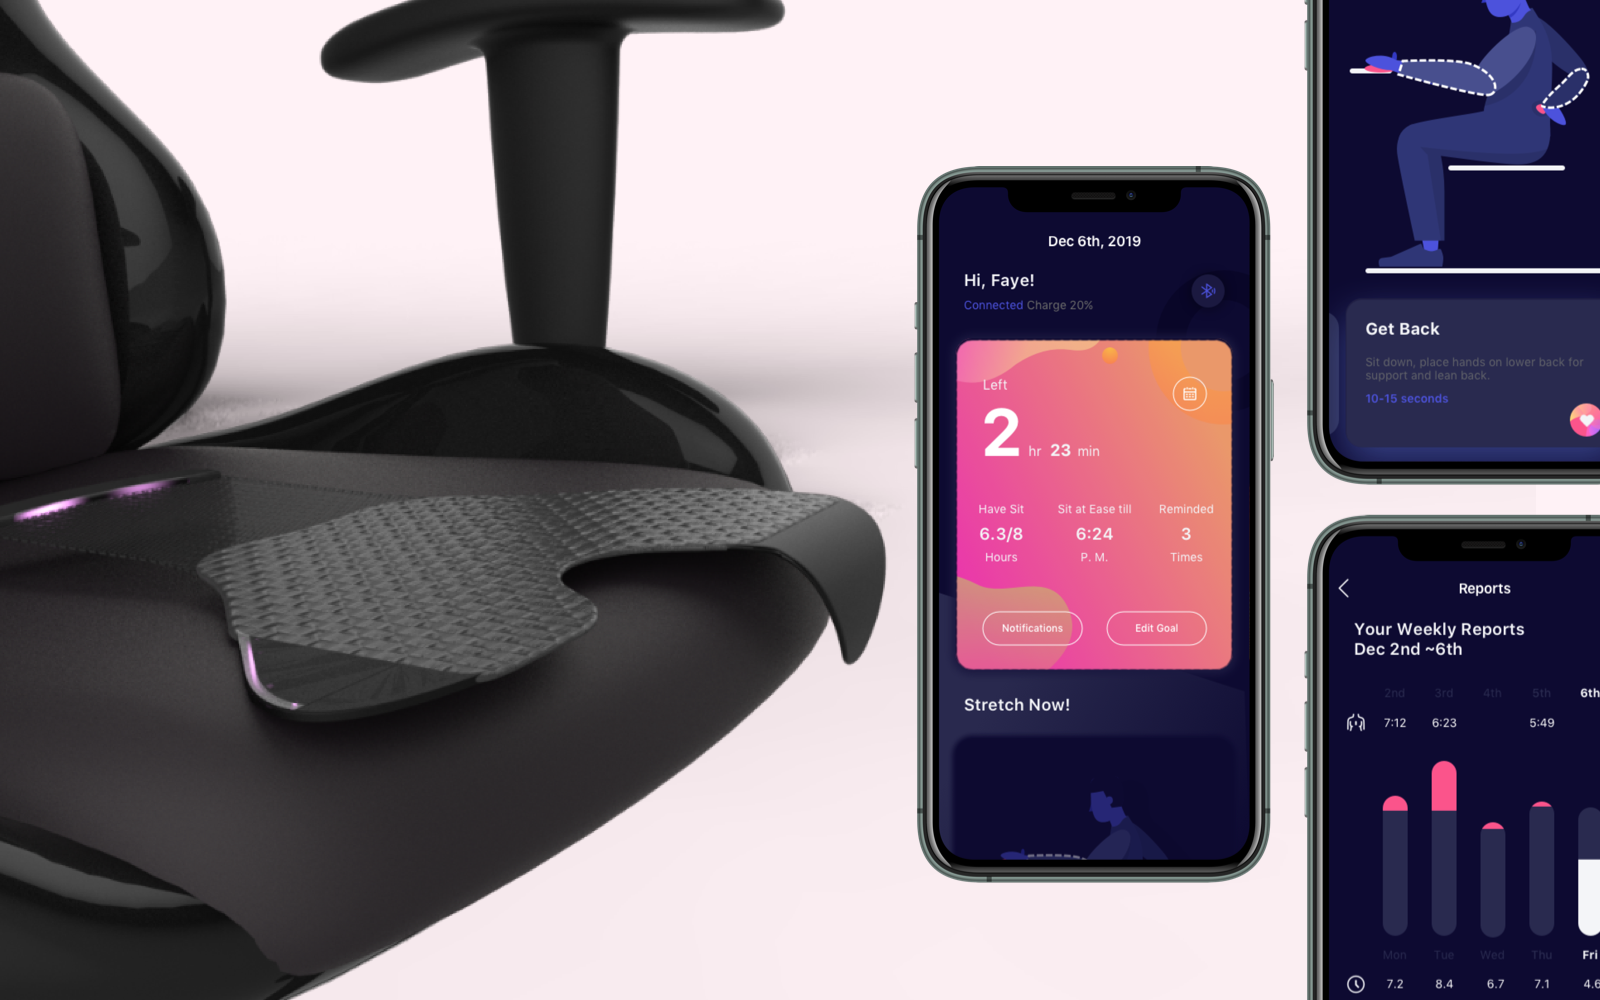 Dec 6th, 2019
Hi, Faye!
Connected Charge 20%
Left
2 hr 23 min
Have Sit
6.3/8
Hours
Sit at Ease till
6:24
P. M.
Reminded
3
Times
Notifications
Edit Goal
Stretch Now!
Get Back
Sit down, place hands on lower back for
support and lean back.
10-15 seconds
Reports
Your Weekly Reports
Dec 2nd ~6th
2nd 3rd 4th 5th 6th
7:12 6:23 5:49
Mon Tue Wed Thu Fri
7.2 8.4 6.7 7.1 4.6